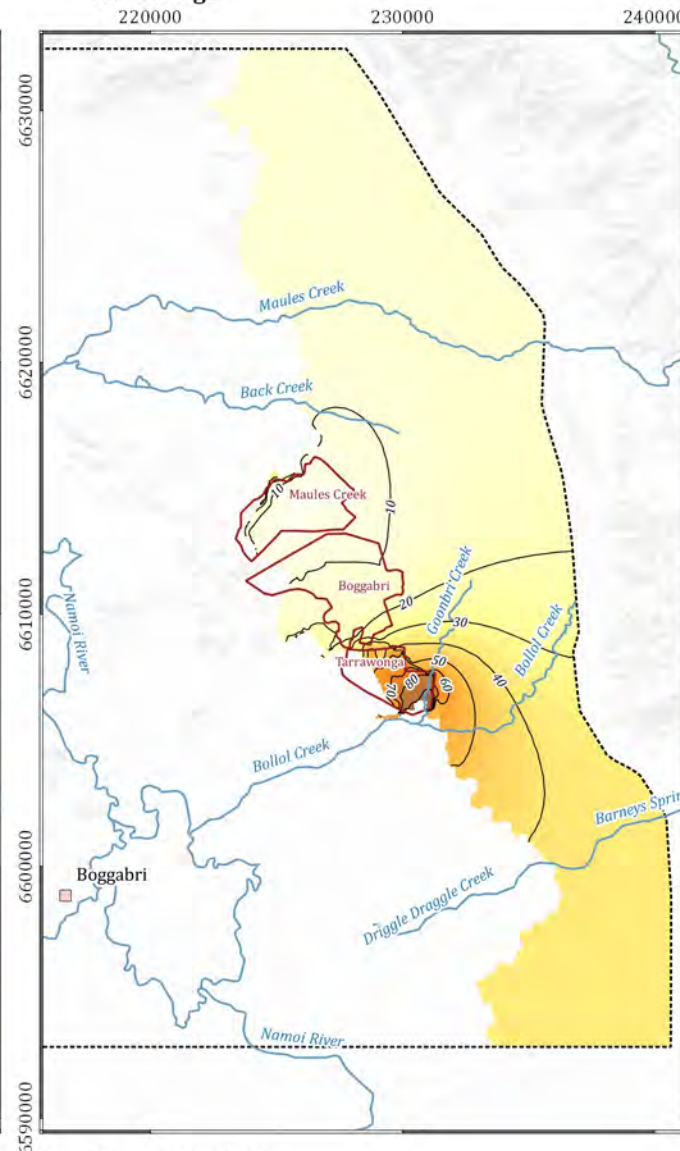 220000
230000
240000
6630000
Maules Creek
6620000
Back Creek
10
Maules Creek
10
Goonbri Creek
Boggabri
20
6610000
Namoi River
30
Bollol Creek
Tarrawonga
50
40
60
80
70
Bollol Creek
Barneys Sprin
6600000
Boggabri
Driggle Draggle Creek
Namoi River
6590000